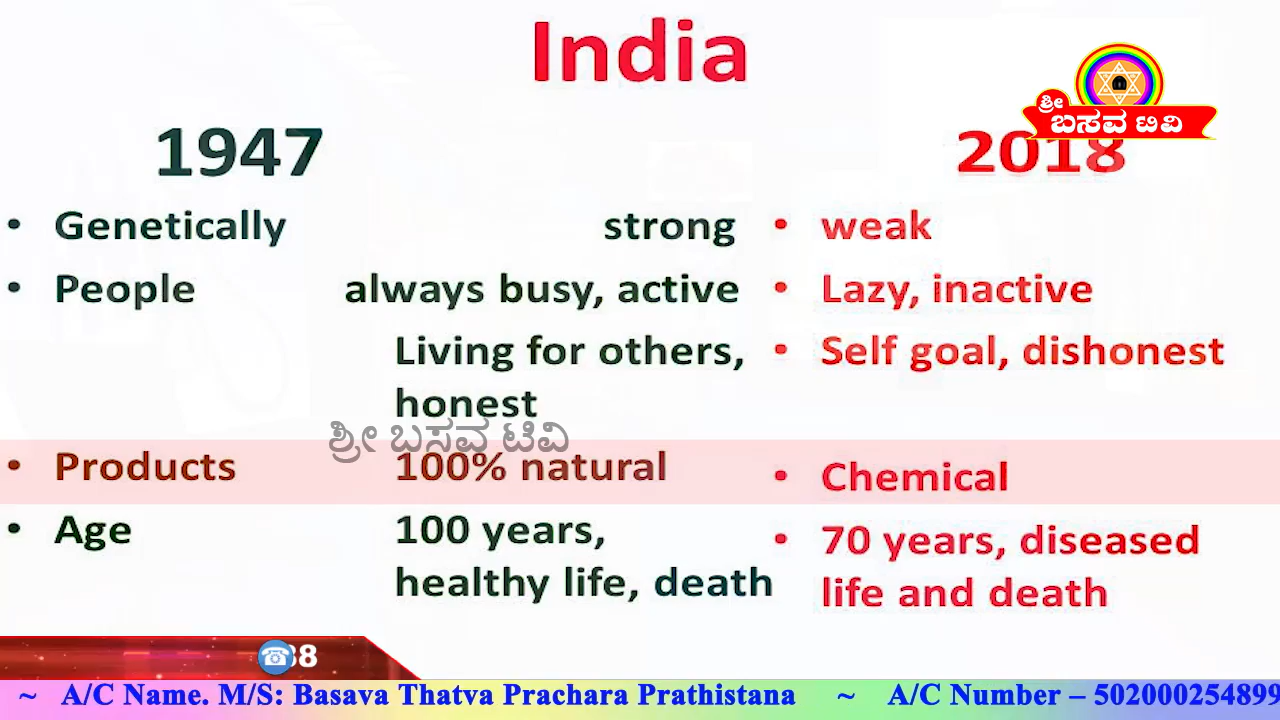 India
ಶ್ರೀ
ಬಸವ ಟಿವಿ
1947 2018
• Genetically strong • weak
• People always busy, active • Lazy, inactive
Living for others, • Self goal, dishonest
honest
ಶ್ರೀ ಬಸವ ಟಿವಿ
• Products 100% natural • Chemical
• Age 100 years, • 70 years, diseased
healthy life, death life and death
~ A/C Name. M/S: Basava Thatva Prachara Prathistana ~ A/C Number – 502000254899